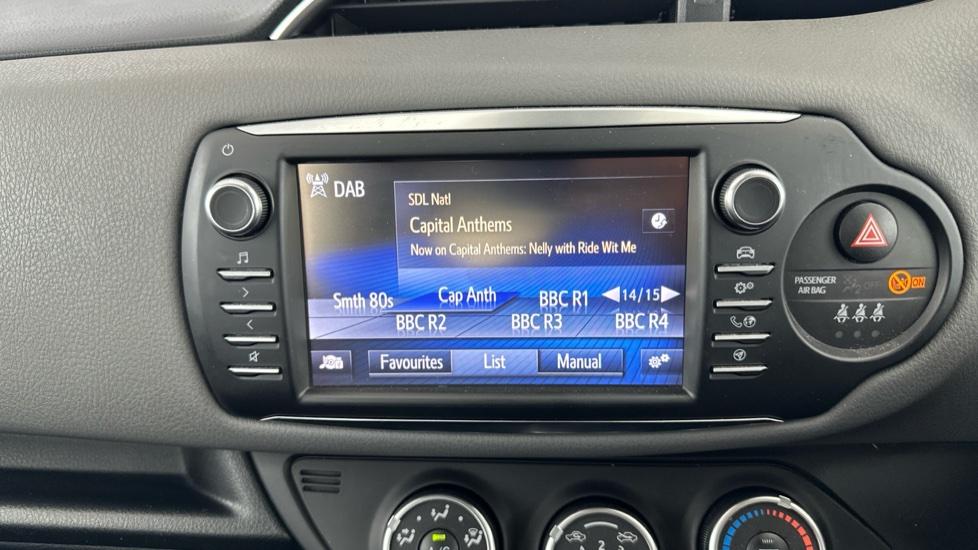 DAB
SDL Natl
Capital Anthems
Now on Capital Anthems: Nelly with Ride Wit Me
Smth 80s
Cap Anth
BBC R1
14/15
BBC R2
BBC R3
BBC R4
Favourites
List
Manual
PASSENGER
AIR BAG
OFF
ON
A/C
2